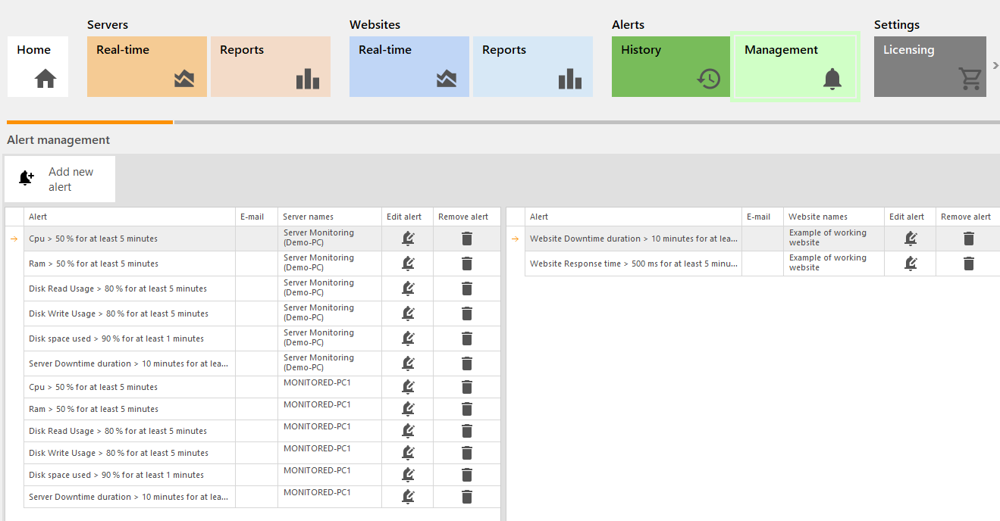 Servers
Websites
Alerts
Settings
Home
Real-time
Reports
Real-time
Reports
History
Management
Licensing
Alert management
Add new
alert
Alert E-mail Server names Edit alert Remove alert
Cpu > 50 % for at least 5 minutes Server Monitoring
(Demo-PC)
Ram > 50 % for at least 5 minutes Server Monitoring
(Demo-PC)
Disk Read Usage > 80 % for at least 5 minutes Server Monitoring
(Demo-PC)
Disk Write Usage > 80 % for at least 5 minutes Server Monitoring
(Demo-PC)
Disk space used > 90 % for at least 1 minutes Server Monitoring
(Demo-PC)
Server Downtime duration > 10 minutes for at lea... Server Monitoring
(Demo-PC)
Cpu > 50 % for at least 5 minutes MONITORED-PC1
Ram > 50 % for at least 5 minutes MONITORED-PC1
Disk Read Usage > 80 % for at least 5 minutes MONITORED-PC1
Disk Write Usage > 80 % for at least 5 minutes MONITORED-PC1
Disk space used > 90 % for at least 1 minutes MONITORED-PC1
Server Downtime duration > 10 minutes for at lea... MONITORED-PC1
Alert E-mail Website names Edit alert Remove alert
Website Downtime duration > 10 minutes for at lea... Example of working
website
Website Response time > 500 ms for at least 5 minu... Example of working
website